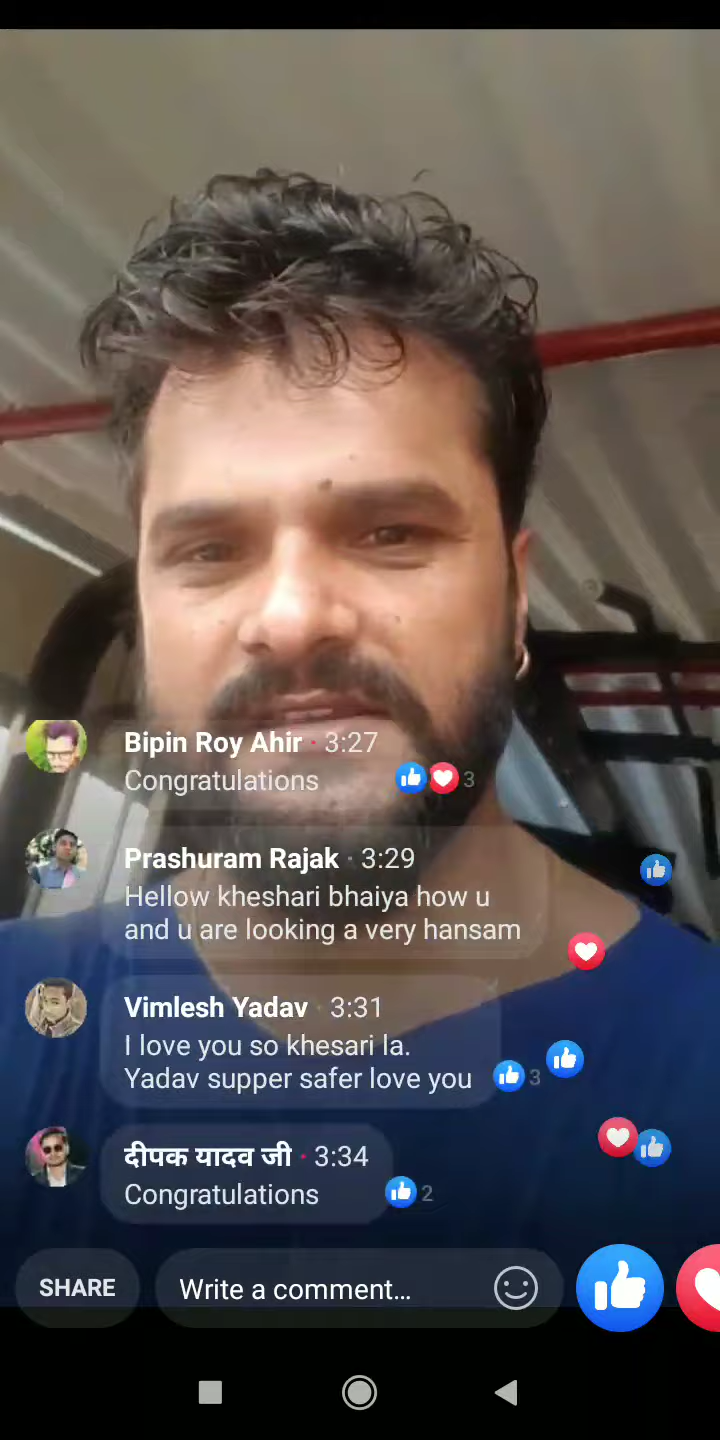 Bipin Roy Ahir · 3:27
Congratulations 3
Prashuram Rajak · 3:29
Hellow kheshari bhaiya how u
and u are looking a very hansam
Vimlesh Yadav · 3:31
I love you so khesari la.
Yadav supper safer love you 3
दीपक यादव जी · 3:34
Congratulations 2
SHARE Write a comment...